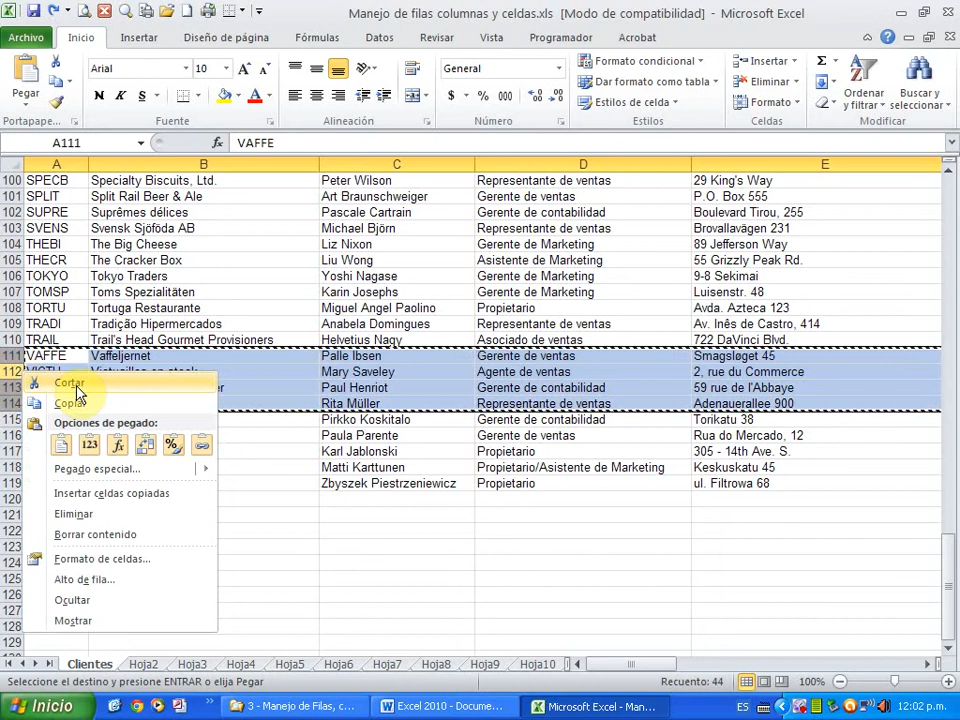 Manejo de filas columnas y celdas.xls [Modo de compatibilidad] - Microsoft Excel
Archivo Inicio Insertar Diseño de página Fórmulas Datos Revisar Vista Programador Acrobat
Pegar
Arial 10
N K S
General
$ % 000
Formato condicional
Dar formato como tabla
Estilos de celda
Insertar
Eliminar
Formato
Σ
Ordenar y filtrar
Buscar y seleccionar
Portapape... Fuente Alineación Número Estilos Celdas Modificar
A111 fx VAFFE
A B C D E
100 SPECB Specialty Biscuits, Ltd. Peter Wilson Representante de ventas 29 King's Way
101 SPLIT Split Rail Beer & Ale Art Braunschweiger Gerente de ventas P.O. Box 555
102 SUPRE Suprêmes délices Pascale Cartrain Gerente de contabilidad Boulevard Tirou, 255
103 SVENS Svensk Sjöföda AB Michael Björn Representante de ventas Brovallavägen 231
104 THEBI The Big Cheese Liz Nixon Gerente de Marketing 89 Jefferson Way
105 THECR The Cracker Box Liu Wong Asistente de Marketing 55 Grizzly Peak Rd.
106 TOKYO Tokyo Traders Yoshi Nagase Gerente de Marketing 9-8 Sekimai
107 TOMSP Toms Spezialitäten Karin Josephs Gerente de Marketing Luisenstr. 48
108 TORTU Tortuga Restaurante Miguel Angel Paolino Propietario Avda. Azteca 123
109 TRADI Tradição Hipermercados Anabela Domingues Representante de ventas Av. Inês de Castro, 414
110 TRAIL Trail's Head Gourmet Provisioners Helvetius Nagy Asociado de ventas 722 DaVinci Blvd.
111 VAFFE Vaffeljernet Palle Ibsen Gerente de ventas Smagsløget 45
112 Mary Saveley Agente de ventas 2, rue du Commerce
113 Paul Henriot Gerente de contabilidad 59 rue de l'Abbaye
114 Rita Müller Representante de ventas Adenauerallee 900
115 Pirkko Koskitalo Gerente de contabilidad Torikatu 38
116 Paula Parente Gerente de ventas Rua do Mercado, 12
117 Karl Jablonski Propietario 305 - 14th Ave. S.
118 Matti Karttunen Propietario/Asistente de Marketing Keskuskatu 45
119 Zbyszek Piestrzeniewicz Propietario ul. Filtrowa 68
120
121
122
123
124
125
126
127
128
129
Cortar
Copiar
Opciones de pegado:
123 fx %
Pegado especial...
Insertar celdas copiadas
Eliminar
Borrar contenido
Formato de celdas...
Alto de fila...
Ocultar
Mostrar
Clientes Hoja2 Hoja3 Hoja4 Hoja5 Hoja6 Hoja7 Hoja8 Hoja9 Hoja10
Seleccione el destino y presione ENTRAR o elija Pegar Recuento: 44 100%
Inicio 3 - Manejo de Filas, c... Excel 2010 - Docume... Microsoft Excel - Man... ES 12:02 p.m.